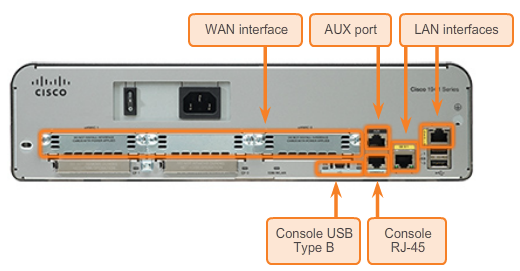 WAN interface
AUX port
LAN interfaces
CISCO
Cisco 1941 Series
Console USB
Type B
Console
RJ-45